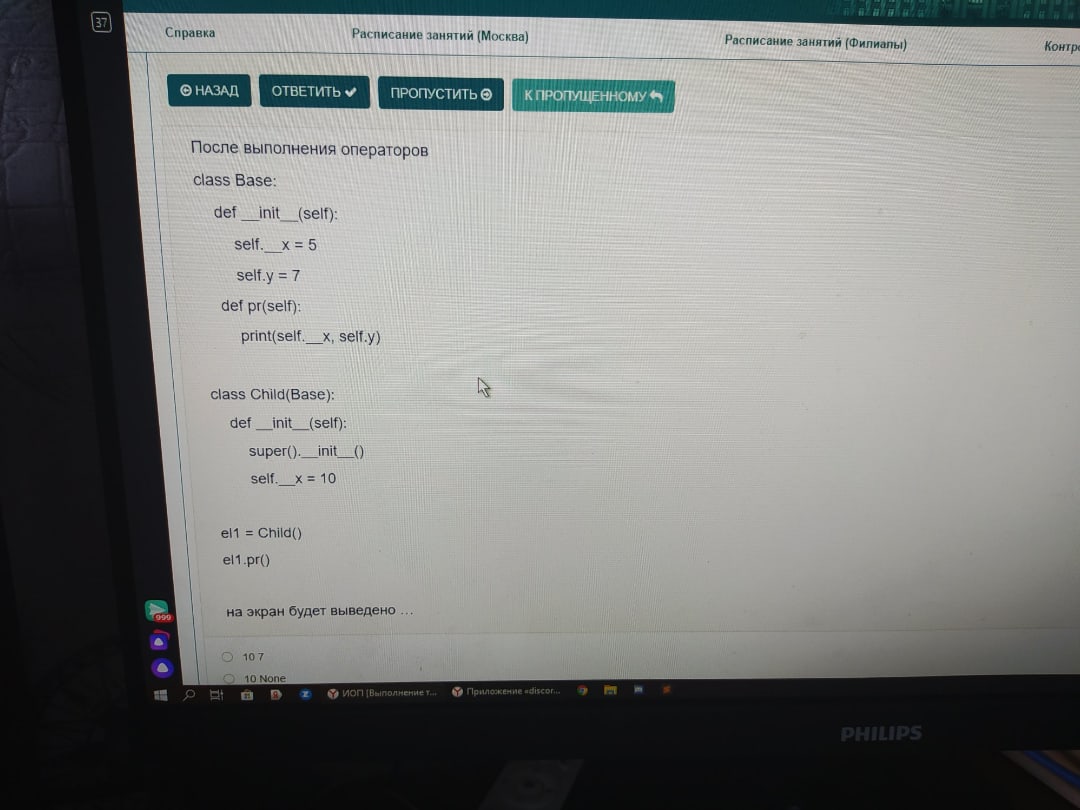 37
Справка Расписание занятий (Москва) Расписание занятий (Филиалы)
НАЗАД ОТВЕТИТЬ ПРОПУСТИТЬ К ПРОПУЩЕННОМУ
После выполнения операторов
class Base:
def __init__(self):
self.__x = 5
self.y = 7
def pr(self):
print(self.__x, self.y)
class Child(Base):
def __init__(self):
super().__init__()
self.__x = 10
el1 = Child()
el1.pr()
на экран будет выведено ...
10 7
10 None
999
ИОП [Выполнение т... Приложение «discor...
PHILIPS